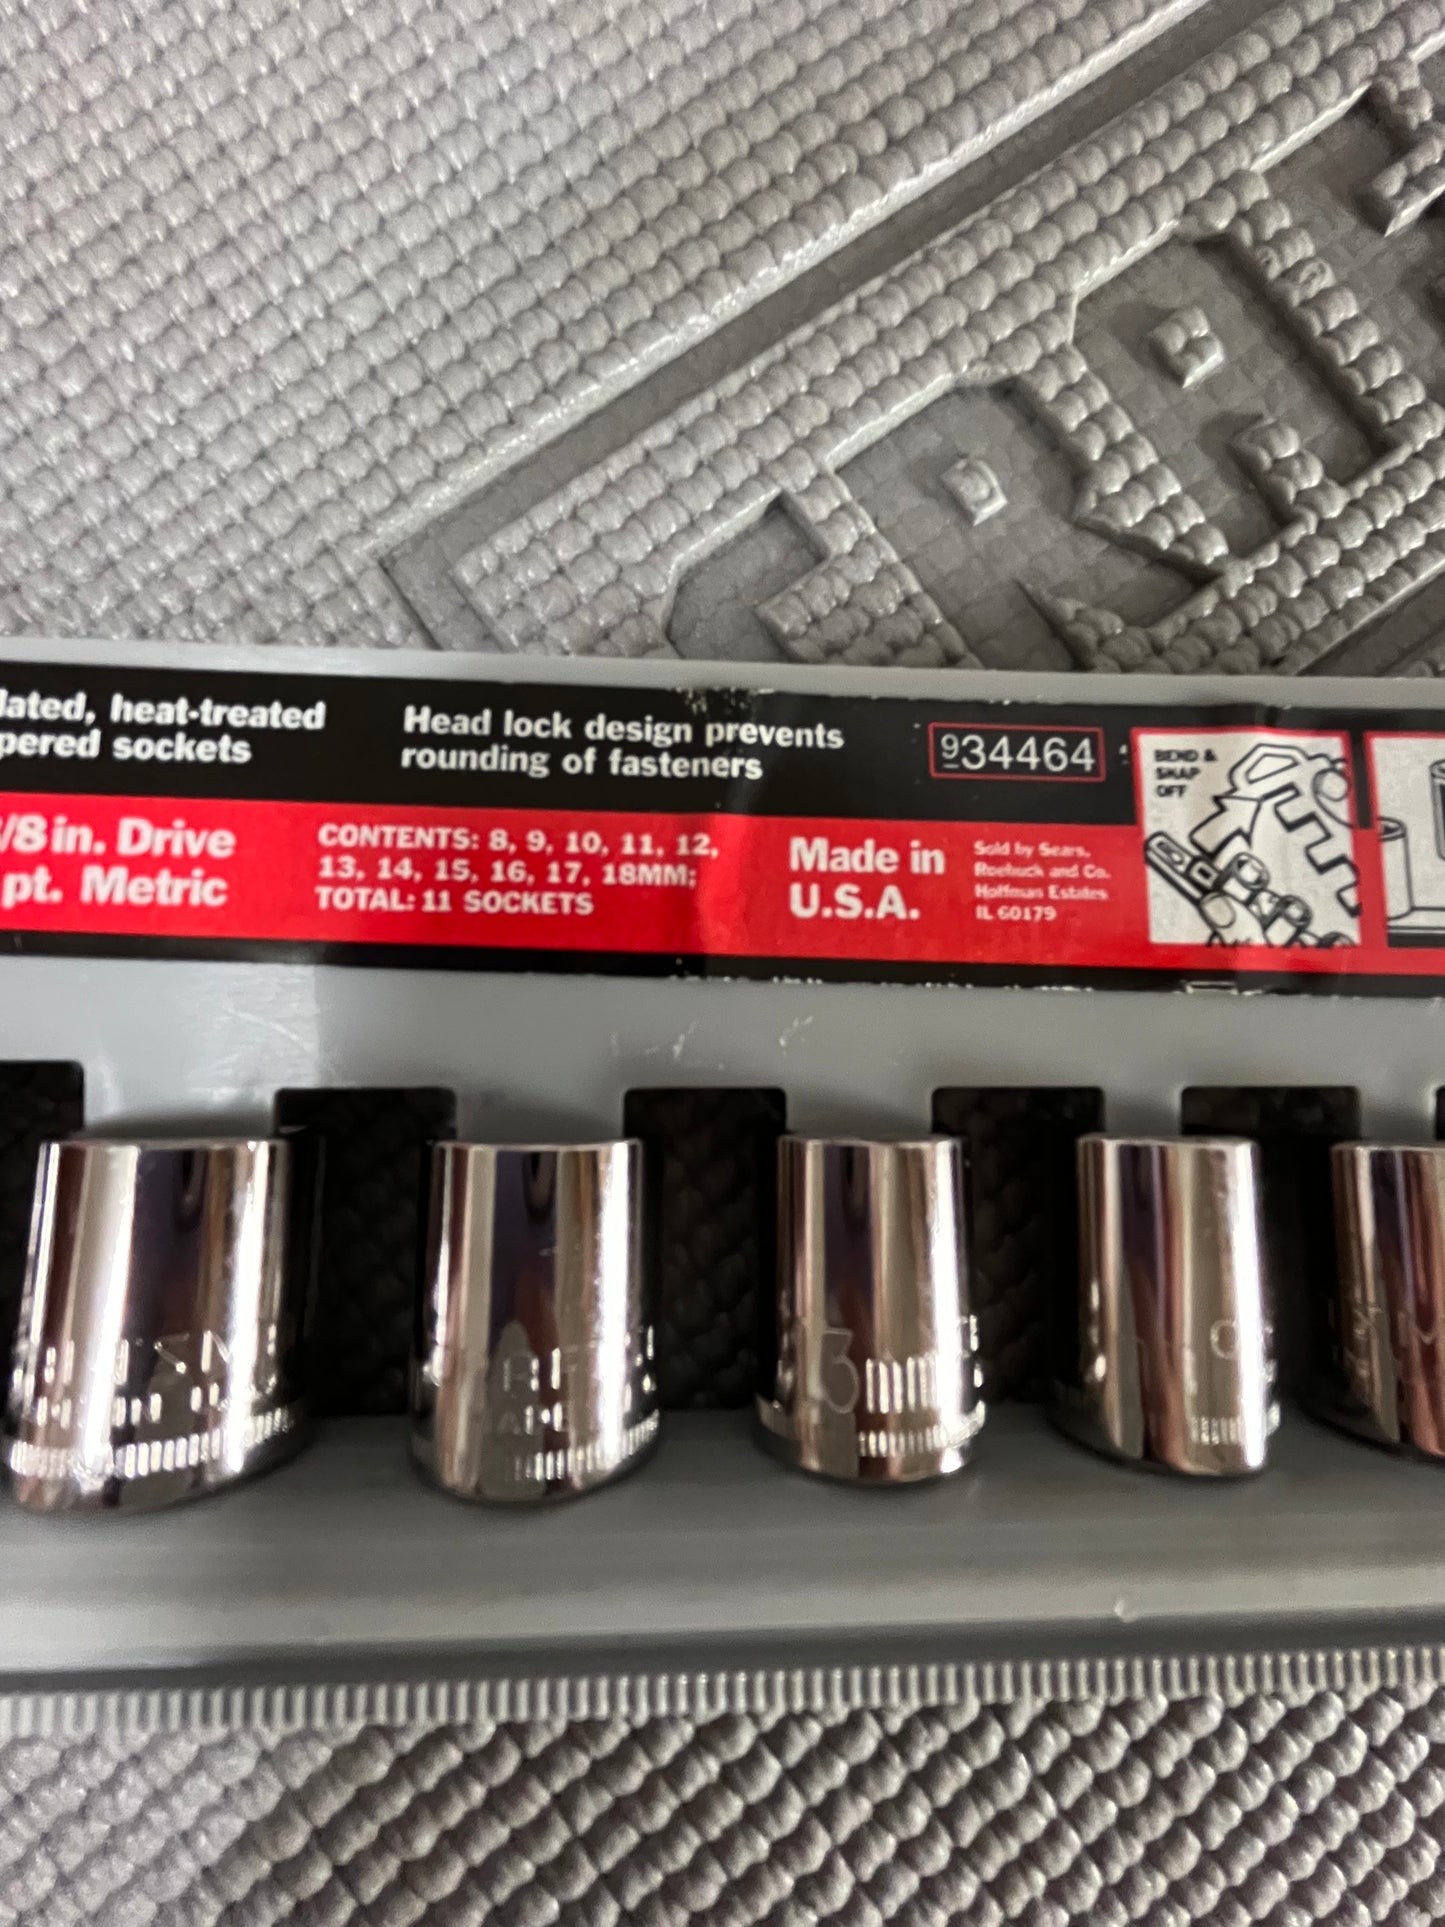 CRAF
lated, heat-treated
pered sockets
Head lock design prevents
rounding of fasteners
934464
BEND &
SNAP
OFF
/8 in. Drive
pt. Metric
CONTENTS: 8, 9, 10, 11, 12,
13, 14, 15, 16, 17, 18MM;
TOTAL: 11 SOCKETS
Made in
U.S.A.
Sold by Sears,
Roebuck and Co.
Hoffman Estates
IL 60179